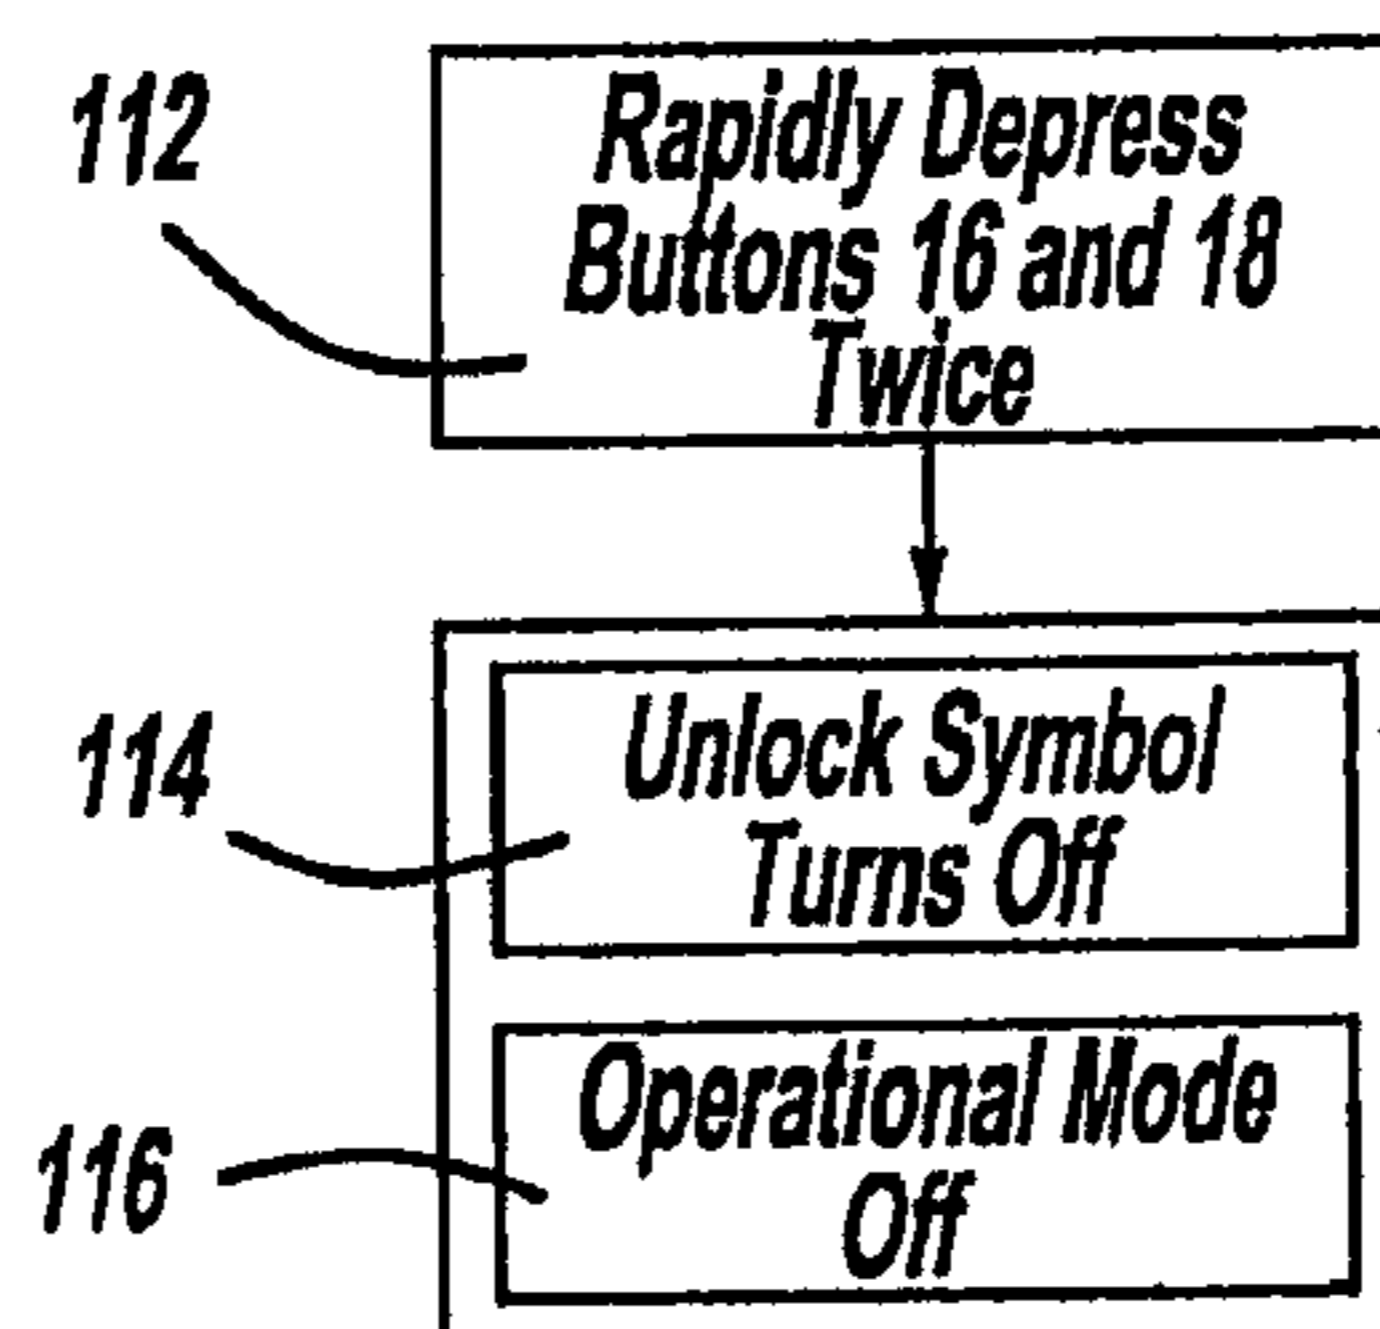 112
Rapidly Depress
Buttons 16 and 18
Twice
114
Unlock Symbol
Turns Off
116
Operational Mode
Off